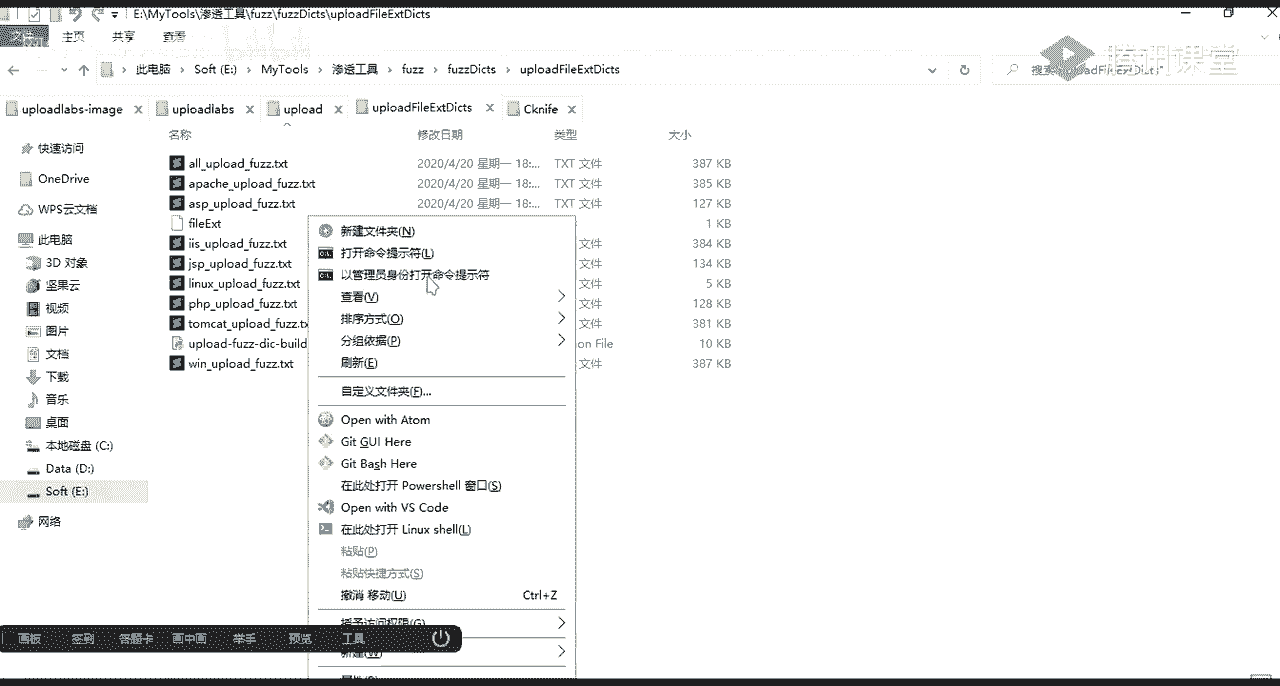 E:\MyTools\渗透工具\fuzz\fuzzDicts\uploadFileExtDicts
主页 共享 查看
此电脑 › Soft (E:) › MyTools › 渗透工具 › fuzz › fuzzDicts › uploadFileExtDicts
腾讯课堂
uploadlabs-image uploadlabs upload uploadFileExtDicts Cknife
名称 修改日期 类型 大小
快速访问
OneDrive
WPS云文档
此电脑
3D 对象
坚果云
视频
图片
文档
下载
音乐
桌面
本地磁盘 (C:)
Data (D:)
Soft (E:)
网络
all_upload_fuzz.txt 2020/4/20 星期一 18:... TXT 文件 387 KB
apache_upload_fuzz.txt 2020/4/20 星期一 18:... TXT 文件 385 KB
asp_upload_fuzz.txt 2020/4/20 星期一 18:... TXT 文件 127 KB
fileExt 1 KB
iis_upload_fuzz.txt 文件 384 KB
jsp_upload_fuzz.txt 文件 134 KB
linux_upload_fuzz.txt 文件 5 KB
php_upload_fuzz.txt 文件 128 KB
tomcat_upload_fuzz.tx 文件 381 KB
upload-fuzz-dic-build on File 10 KB
win_upload_fuzz.txt 文件 387 KB
新建文件夹(N)
打开命令提示符(L)
以管理员身份打开命令提示符
查看(V)
排序方式(O)
分组依据(P)
刷新(E)
自定义文件夹(F)...
Open with Atom
Git GUI Here
Git Bash Here
在此处打开 Powershell 窗口(S)
Open with VS Code
在此处打开 Linux shell(L)
粘贴(P)
粘贴快捷方式(S)
撤消 移动(U) Ctrl+Z
授予访问权限(G)
新建(W)
画板 签到 答题卡 画中画 举手 预览 工具